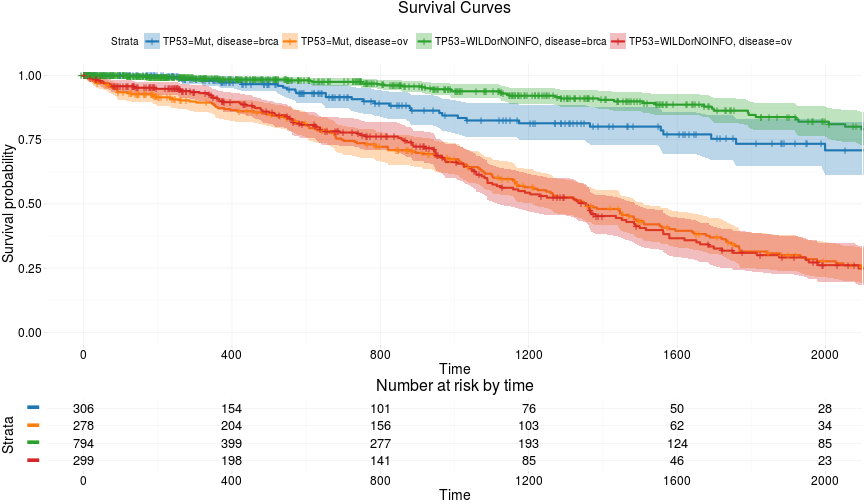 Survival Curves
Strata TP53=Mut, disease=brca TP53=Mut, disease=ov TP53=WILDorNOINFO, disease=brca TP53=WILDorNOINFO, disease=ov
1.00
0.75
0.50
0.25
0.00
Survival probability
0 400 800 1200 1600 2000
Time
Number at risk by time
Strata
306 154 101 76 50 28
278 204 156 103 62 34
794 399 277 193 124 85
299 198 141 85 46 23
0 400 800 1200 1600 2000
Time